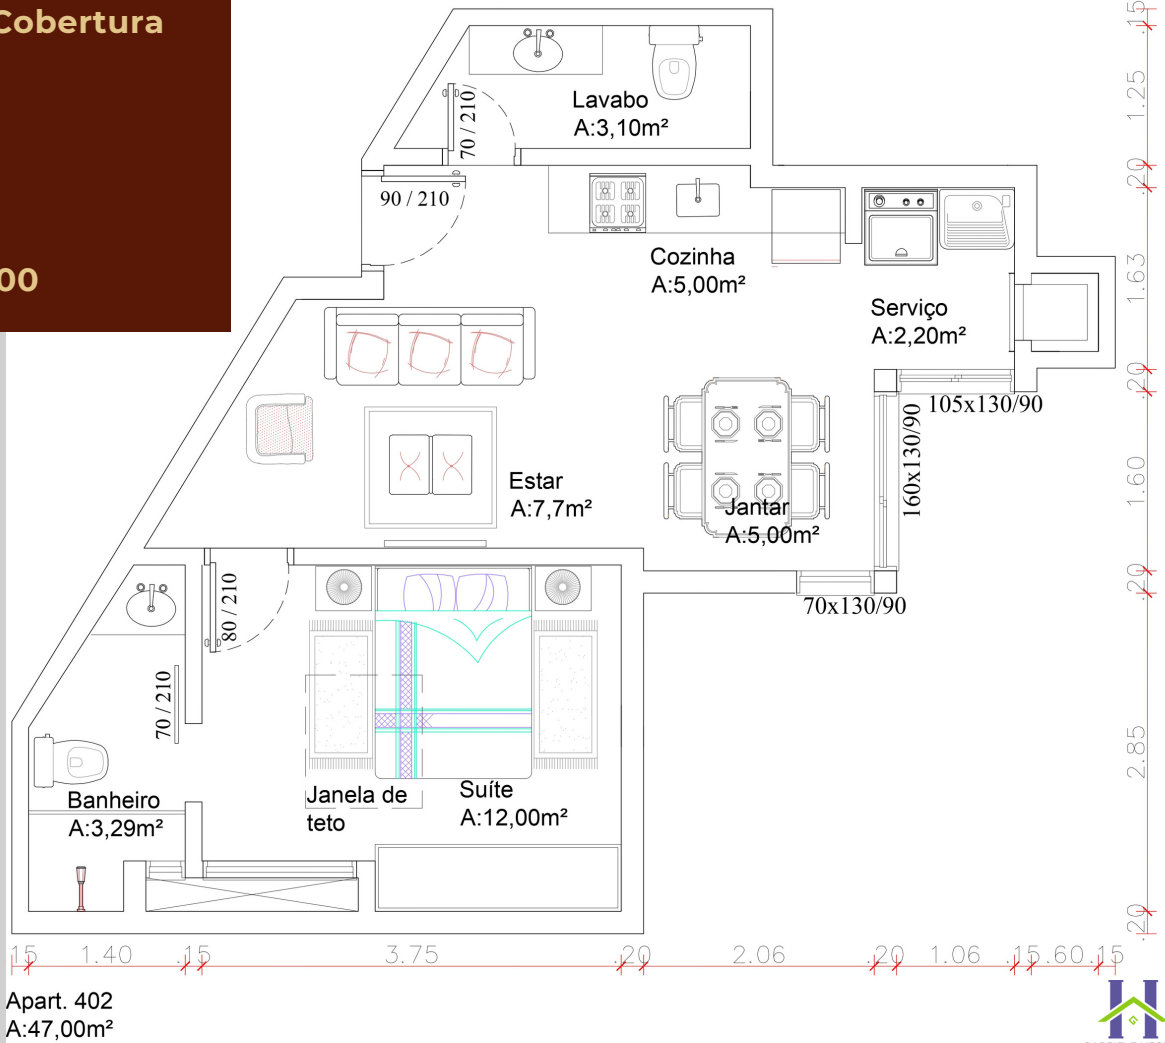 Cobertura
00
Lavabo
A:3,10m²
70 / 210
90 / 210
Cozinha
A:5,00m²
Serviço
A:2,20m²
105x130/90
160x130/90
Estar
A:7,7m²
Jantar
A:5,00m²
70x130/90
80 / 210
70 / 210
Janela de
teto
Suíte
A:12,00m²
Banheiro
A:3,29m²
.15
1.25
.20
1.63
.20
1.60
.20
2.85
.20
15 1.40 .15 3.75 .20 2.06 .20 1.06 .15 .60 .15
Apart. 402
A:47,00m²